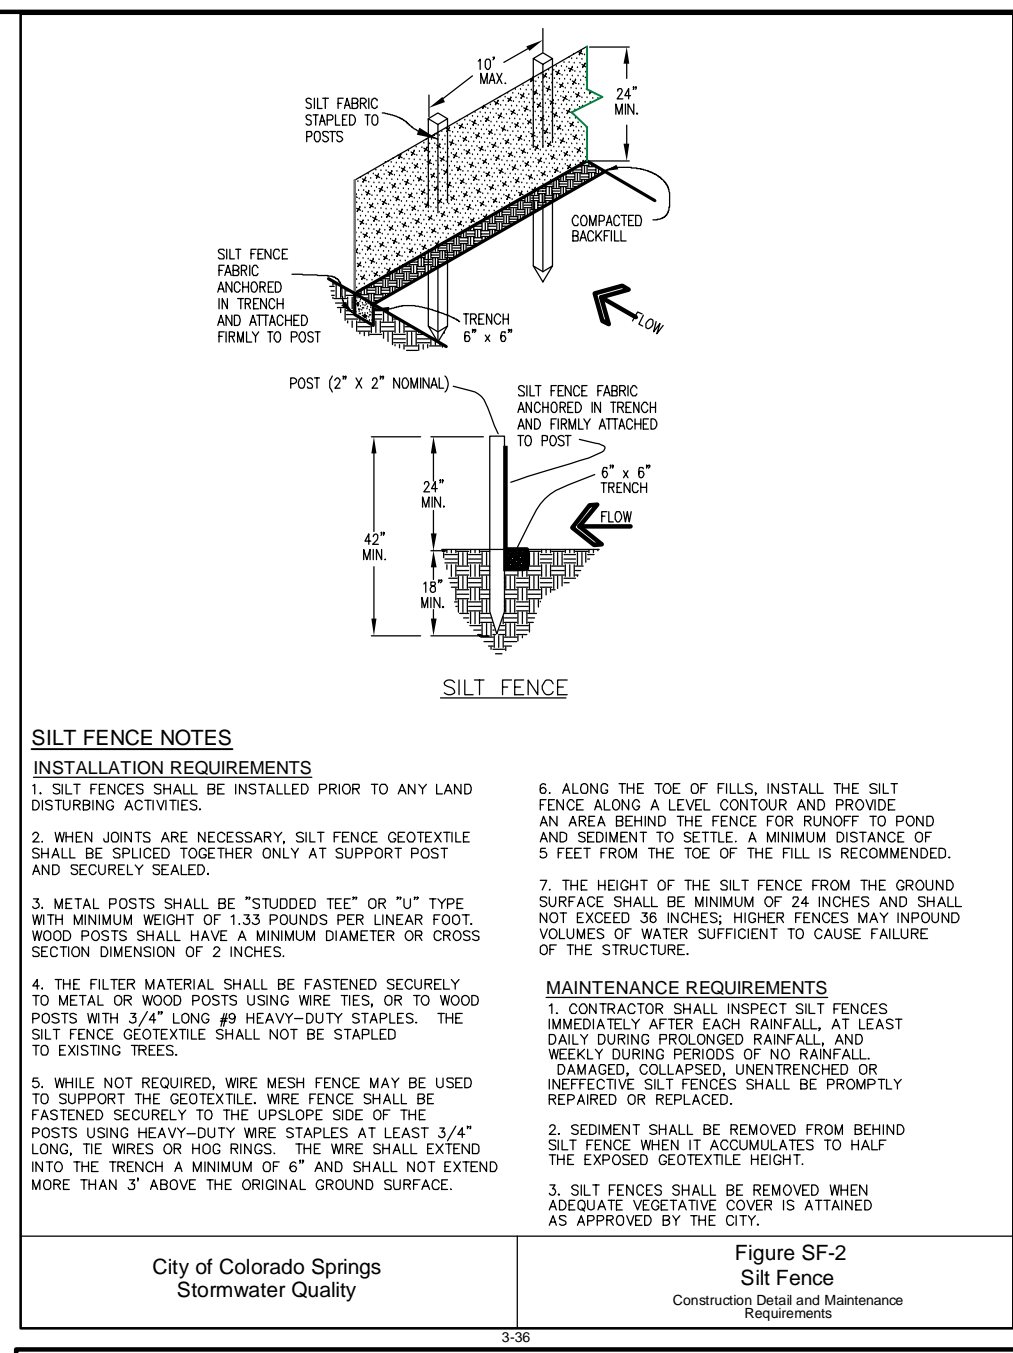 10'
MAX.
SILT FABRIC
STAPLED TO
POSTS
24"
MIN.
COMPACTED
BACKFILL
SILT FENCE
FABRIC
ANCHORED
IN TRENCH
AND ATTACHED
FIRMLY TO POST
TRENCH
6" x 6"
FLOW
POST (2" X 2" NOMINAL)
SILT FENCE FABRIC
ANCHORED IN TRENCH
AND FIRMLY ATTACHED
TO POST
6" x 6"
TRENCH
24"
MIN.
FLOW
42"
MIN.
18"
MIN.
SILT FENCE
SILT FENCE NOTES
INSTALLATION REQUIREMENTS
1. SILT FENCES SHALL BE INSTALLED PRIOR TO ANY LAND
DISTURBING ACTIVITIES.
2. WHEN JOINTS ARE NECESSARY, SILT FENCE GEOTEXTILE
SHALL BE SPLICED TOGETHER ONLY AT SUPPORT POST
AND SECURELY SEALED.
3. METAL POSTS SHALL BE "STUDDED TEE" OR "U" TYPE
WITH MINIMUM WEIGHT OF 1.33 POUNDS PER LINEAR FOOT.
WOOD POSTS SHALL HAVE A MINIMUM DIAMETER OR CROSS
SECTION DIMENSION OF 2 INCHES.
4. THE FILTER MATERIAL SHALL BE FASTENED SECURELY
TO METAL OR WOOD POSTS USING WIRE TIES, OR TO WOOD
POSTS WITH 3/4" LONG #9 HEAVY-DUTY STAPLES. THE
SILT FENCE GEOTEXTILE SHALL NOT BE STAPLED
TO EXISTING TREES.
5. WHILE NOT REQUIRED, WIRE MESH FENCE MAY BE USED
TO SUPPORT THE GEOTEXTILE. WIRE FENCE SHALL BE
FASTENED SECURELY TO THE UPSLOPE SIDE OF THE
POSTS USING HEAVY-DUTY WIRE STAPLES AT LEAST 3/4"
LONG, TIE WIRES OR HOG RINGS. THE WIRE SHALL EXTEND
INTO THE TRENCH A MINIMUM OF 6" AND SHALL NOT EXTEND
MORE THAN 3' ABOVE THE ORIGINAL GROUND SURFACE.
6. ALONG THE TOE OF FILLS, INSTALL THE SILT
FENCE ALONG A LEVEL CONTOUR AND PROVIDE
AN AREA BEHIND THE FENCE FOR RUNOFF TO POND
AND SEDIMENT TO SETTLE. A MINIMUM DISTANCE OF
5 FEET FROM THE TOE OF THE FILL IS RECOMMENDED.
7. THE HEIGHT OF THE SILT FENCE FROM THE GROUND
SURFACE SHALL BE MINIMUM OF 24 INCHES AND SHALL
NOT EXCEED 36 INCHES; HIGHER FENCES MAY INPOUND
VOLUMES OF WATER SUFFICIENT TO CAUSE FAILURE
OF THE STRUCTURE.
MAINTENANCE REQUIREMENTS
1. CONTRACTOR SHALL INSPECT SILT FENCES
IMMEDIATELY AFTER EACH RAINFALL, AT LEAST
DAILY DURING PROLONGED RAINFALL, AND
WEEKLY DURING PERIODS OF NO RAINFALL.
DAMAGED, COLLAPSED, UNENTRENCHED OR
INEFFECTIVE SILT FENCES SHALL BE PROMPTLY
REPAIRED OR REPLACED.
2. SEDIMENT SHALL BE REMOVED FROM BEHIND
SILT FENCE WHEN IT ACCUMULATES TO HALF
THE EXPOSED GEOTEXTILE HEIGHT.
3. SILT FENCES SHALL BE REMOVED WHEN
ADEQUATE VEGETATIVE COVER IS ATTAINED
AS APPROVED BY THE CITY.
City of Colorado Springs
Stormwater Quality
Figure SF-2
Silt Fence
Construction Detail and Maintenance
Requirements
3-36